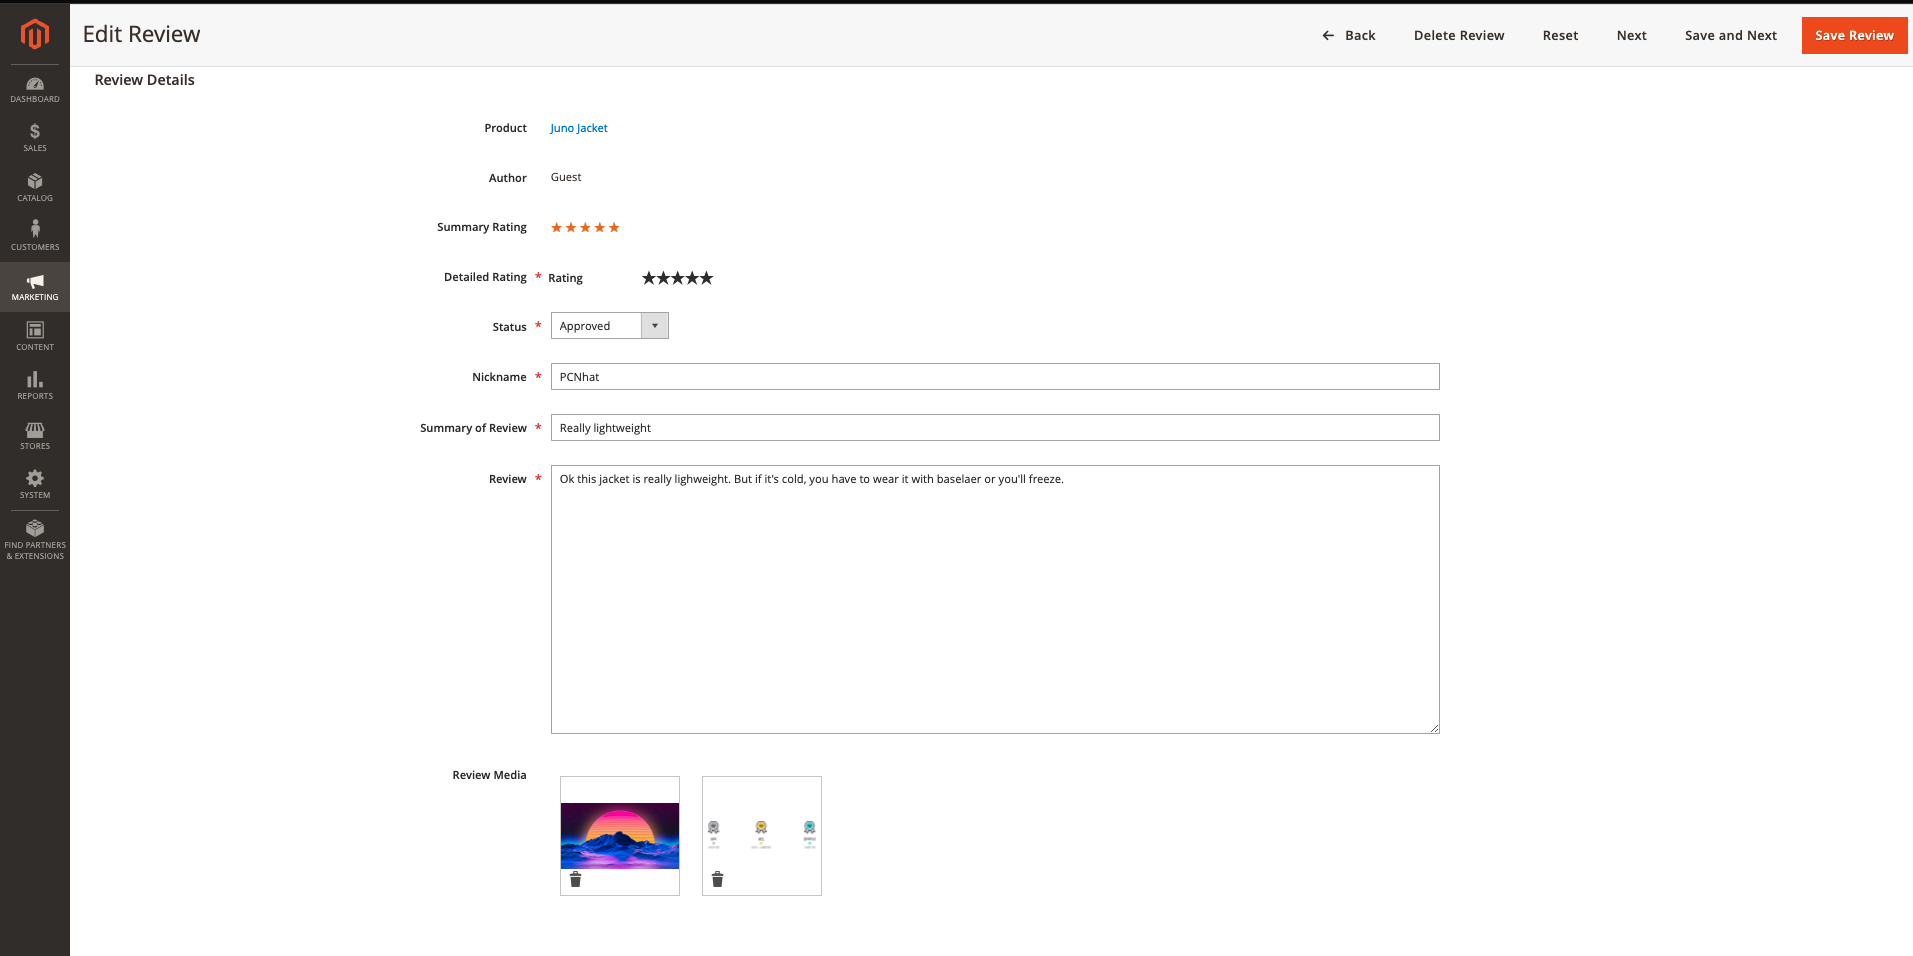 Edit Review
Back
Delete Review
Reset
Next
Save and Next
Save Review
DASHBOARD
SALES
CATALOG
CUSTOMERS
MARKETING
CONTENT
REPORTS
STORES
SYSTEM
FIND PARTNERS
& EXTENSIONS
Review Details
Product Juno Jacket
Author Guest
Summary Rating
Detailed Rating * Rating
Status * Approved
Nickname * PCNhat
Summary of Review * Really lightweight
Review * Ok this jacket is really lighweight. But if it's cold, you have to wear it with baselaer or you'll freeze.
Review Media